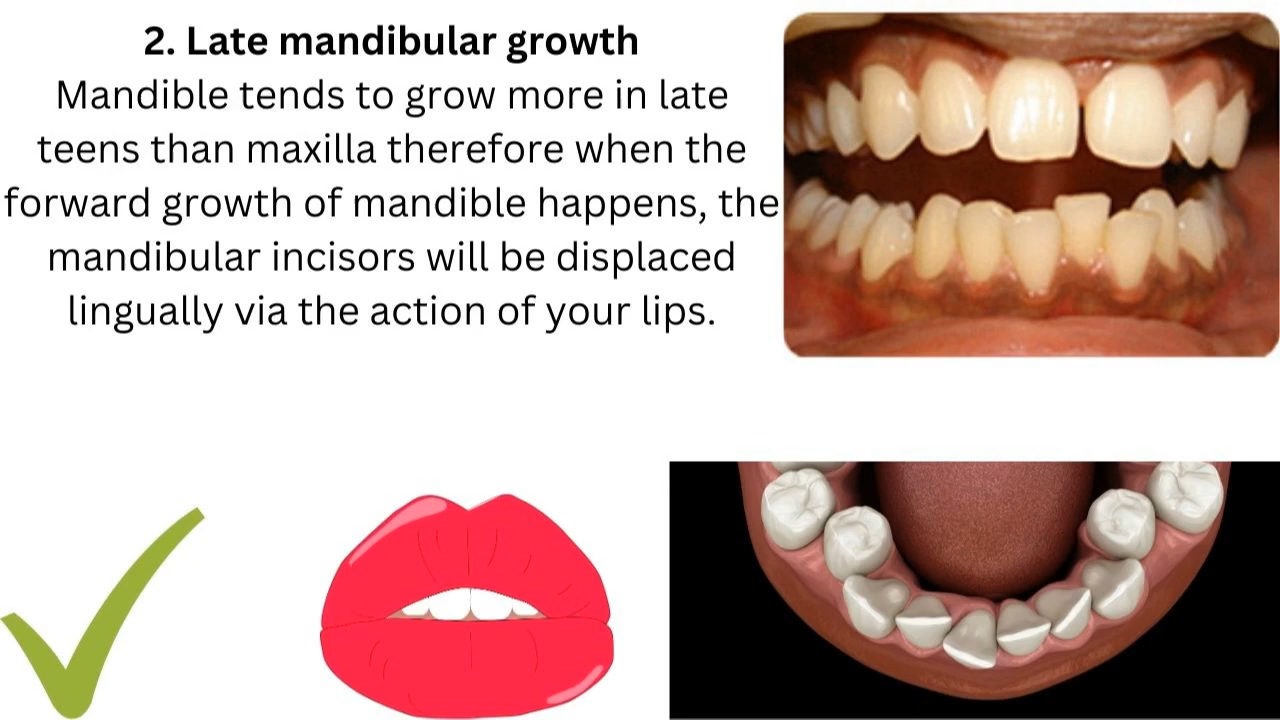 2. Late mandibular growth
Mandible tends to grow more in late
teens than maxilla therefore when the
forward growth of mandible happens, the
mandibular incisors will be displaced
lingually via the action of your lips.